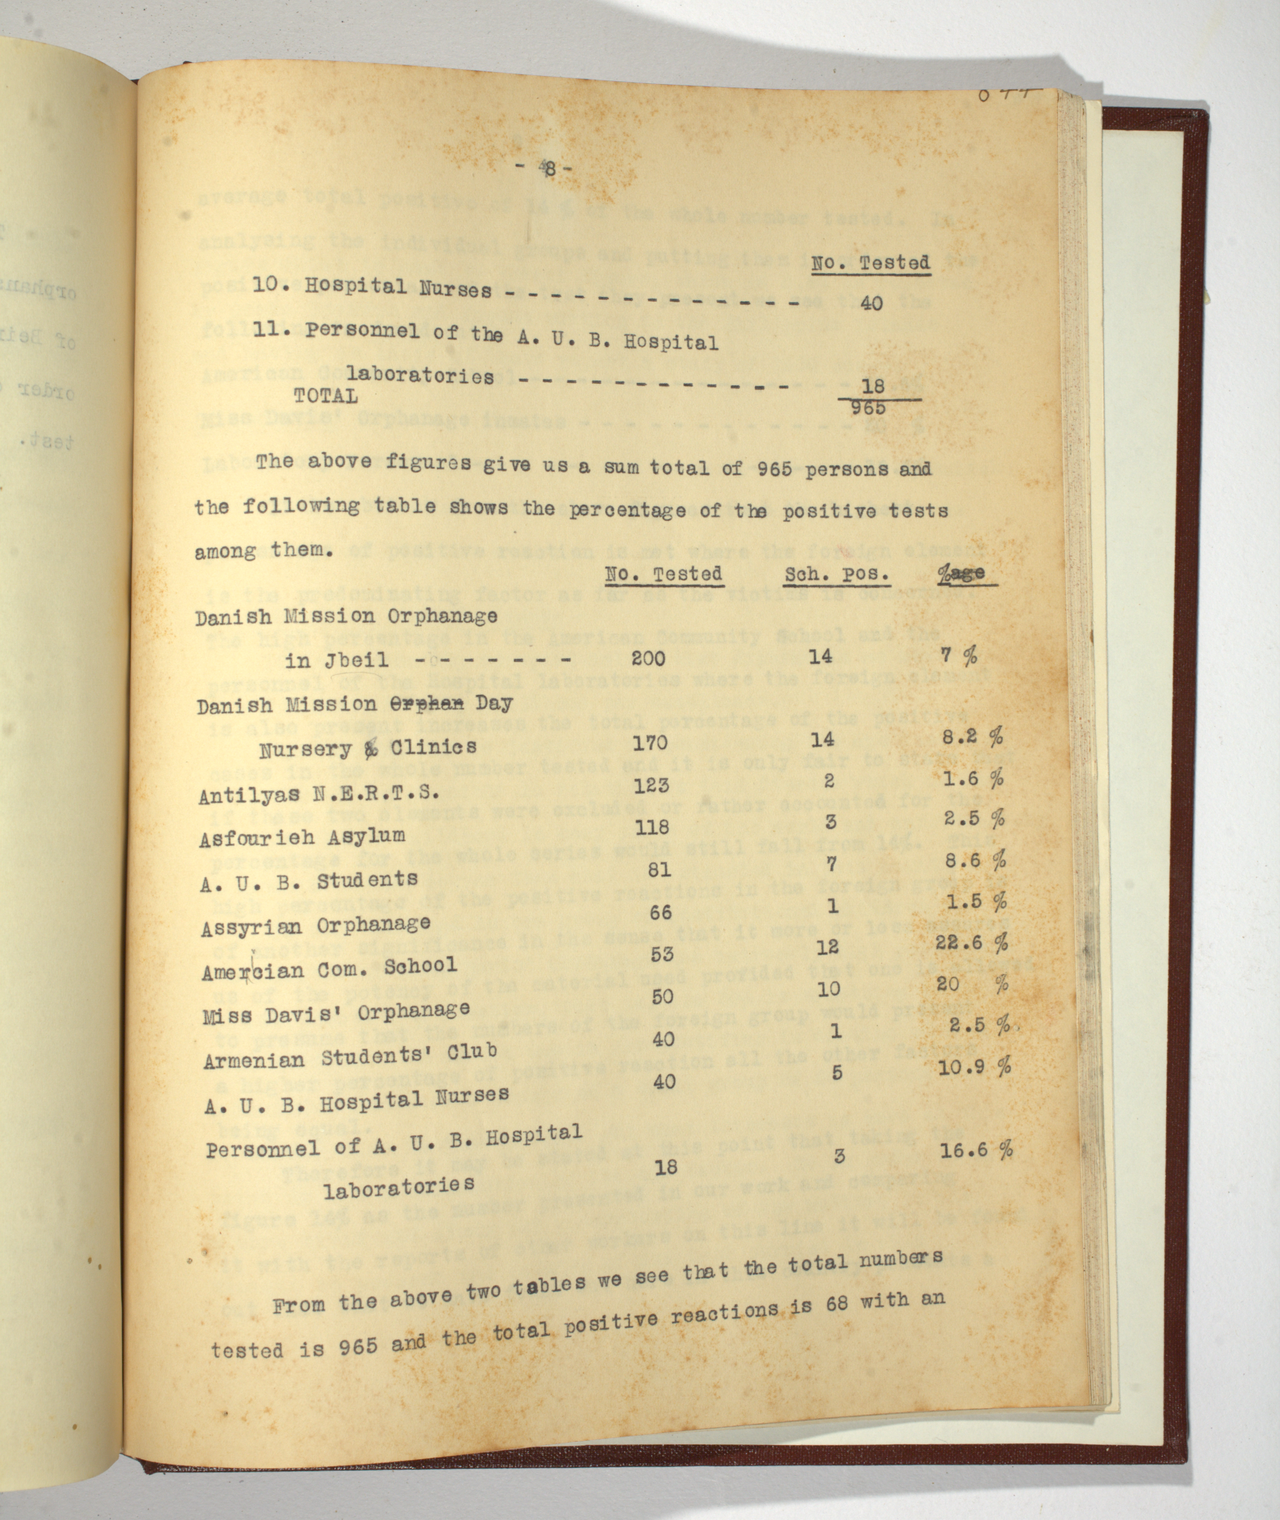 - 8 -
No. Tested
10. Hospital Nurses - - - - - - - - - - - - - 40
11. Personnel of the A. U. B. Hospital
laboratories - - - - - - - - - - - - 18
TOTAL 965
The above figures give us a sum total of 965 persons and
the following table shows the percentage of the positive tests
among them.
No. Tested Sch. pos. %age
Danish Mission Orphanage
in Jbeil - - - - - - - 200 14 7 %
Danish Mission Orphan Day
Nursery & Clinics 170 14 8.2 %
Antilyas N.E.R.T.S. 123 2 1.6 %
Asfourieh Asylum 118 3 2.5 %
A. U. B. Students 81 7 8.6 %
Assyrian Orphanage 66 1 1.5 %
Amercian Com. School 53 12 22.6 %
Miss Davis' Orphanage 50 10 20 %
Armenian Students' Club 40 1 2.5 %
A. U. B. Hospital Nurses 40 5 10.9 %
Personnel of A. U. B. Hospital
laboratories 18 3 16.6 %
From the above two tables we see that the total numbers
tested is 965 and the total positive reactions is 68 with an